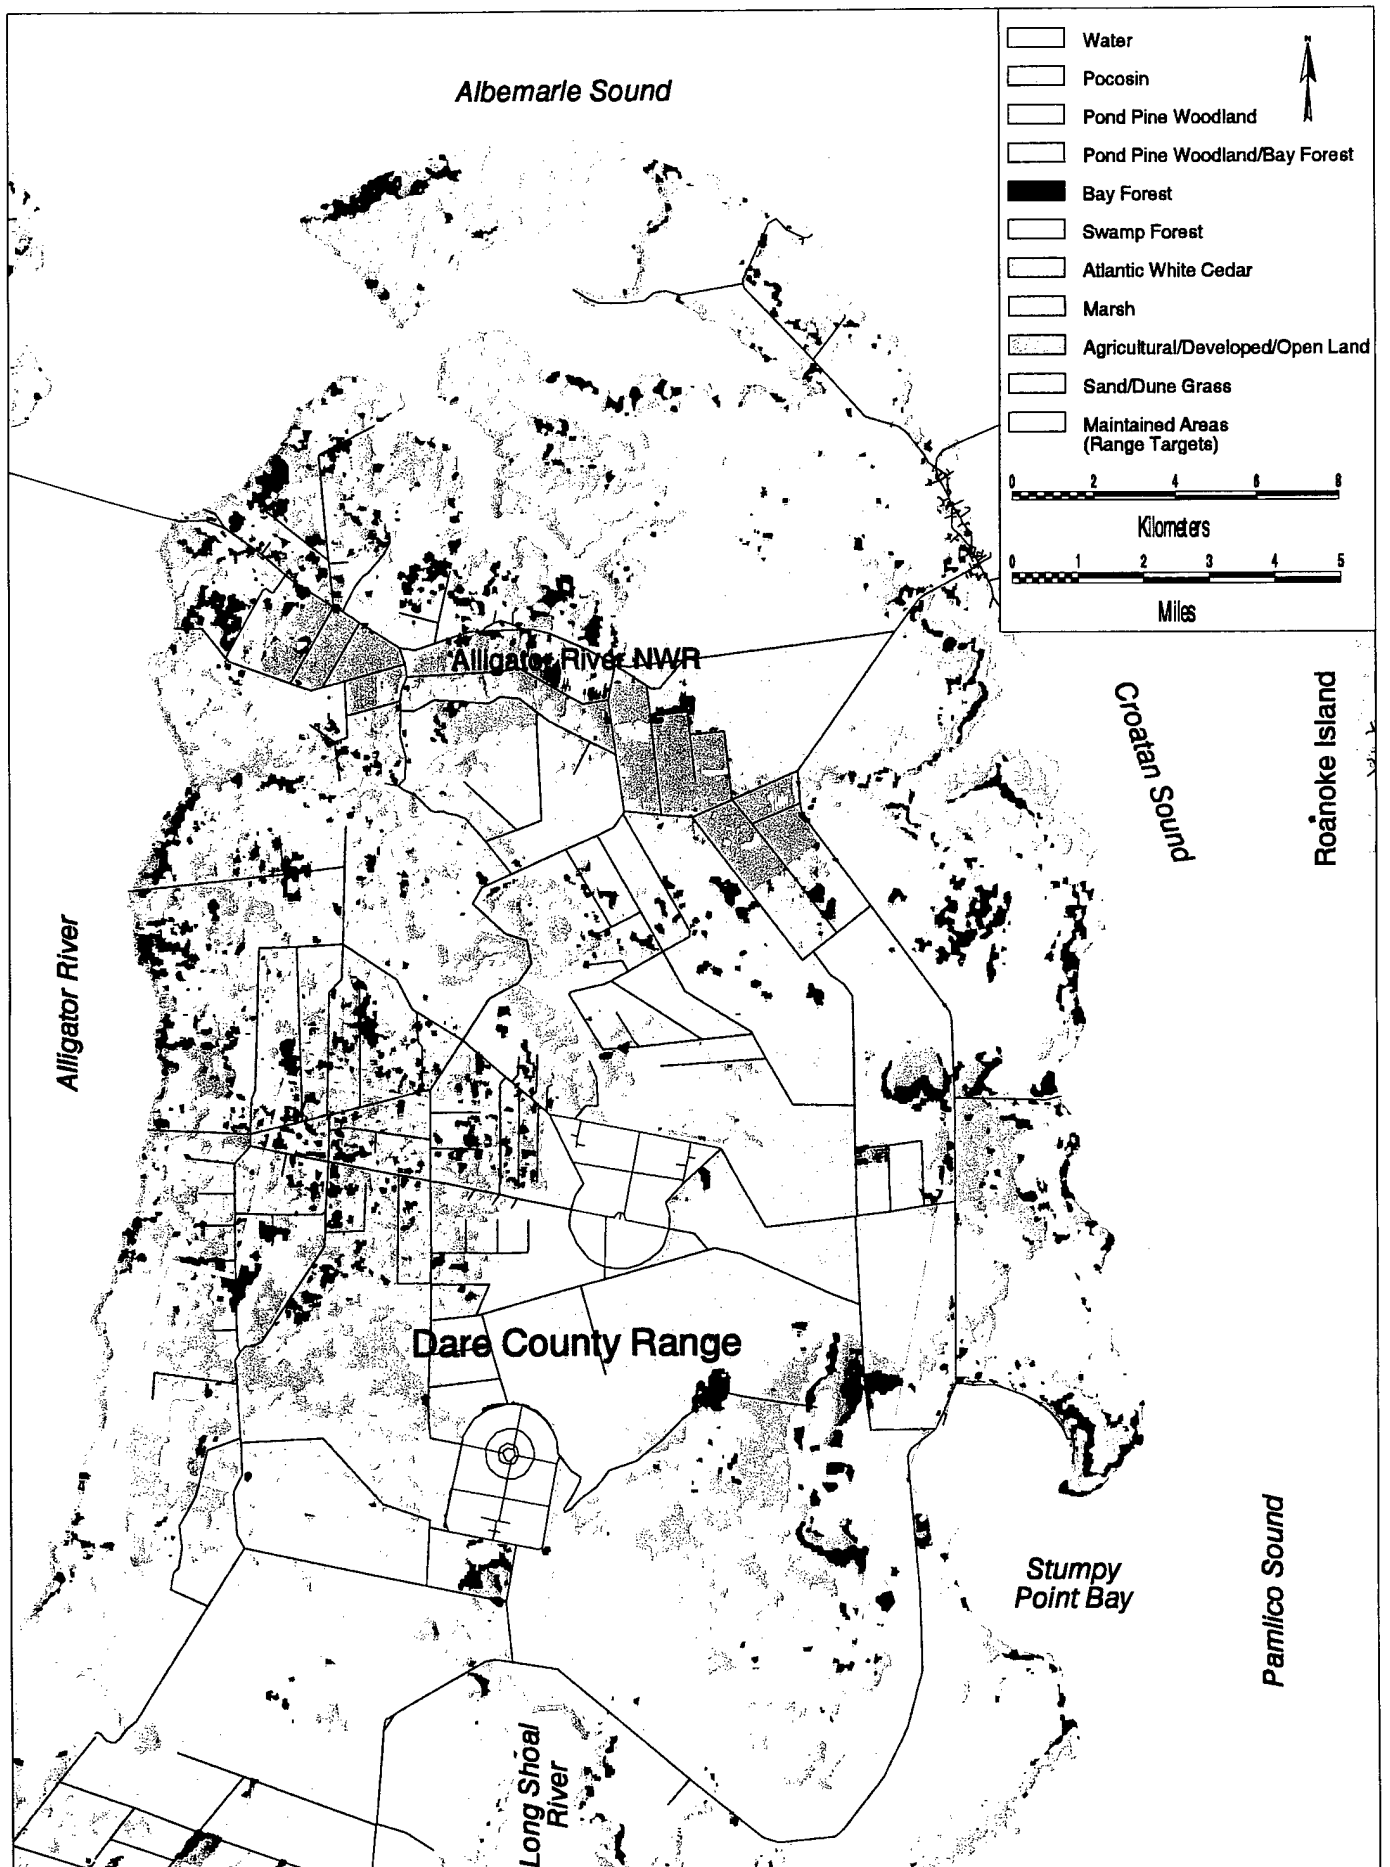 Albemarle Sound
Water
Pocosin
Pond Pine Woodland
Pond Pine Woodland/Bay Forest
Bay Forest
Swamp Forest
Atlantic White Cedar
Marsh
Agricultural/Developed/Open Land
Sand/Dune Grass
Maintained Areas
(Range Targets)
N
0 2 4 6 8
Kilometers
0 1 2 3 4 5
Miles
Alligator River NWR
Croatan Sound
Roanoke Island
Alligator River
Dare County Range
Stumpy
Point Bay
Pamlico Sound
Long Shoal
River